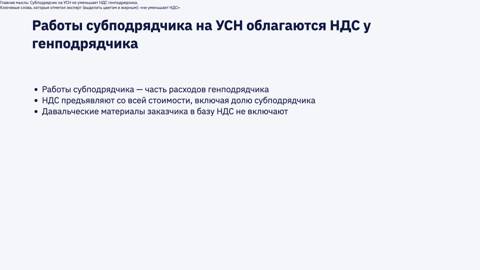 Главная мысль: Субподрядчик на УСН не уменьшает НДС генподрядчика.
Ключевые слова, которые отметил эксперт (выделить цветом и жирным): «не уменьшает НДС»
Работы субподрядчика на УСН облагаются НДС у
генподрядчика
• Работы субподрядчика — часть расходов генподрядчика
• НДС предъявляют со всей стоимости, включая долю субподрядчика
• Давальческие материалы заказчика в базу НДС не включают